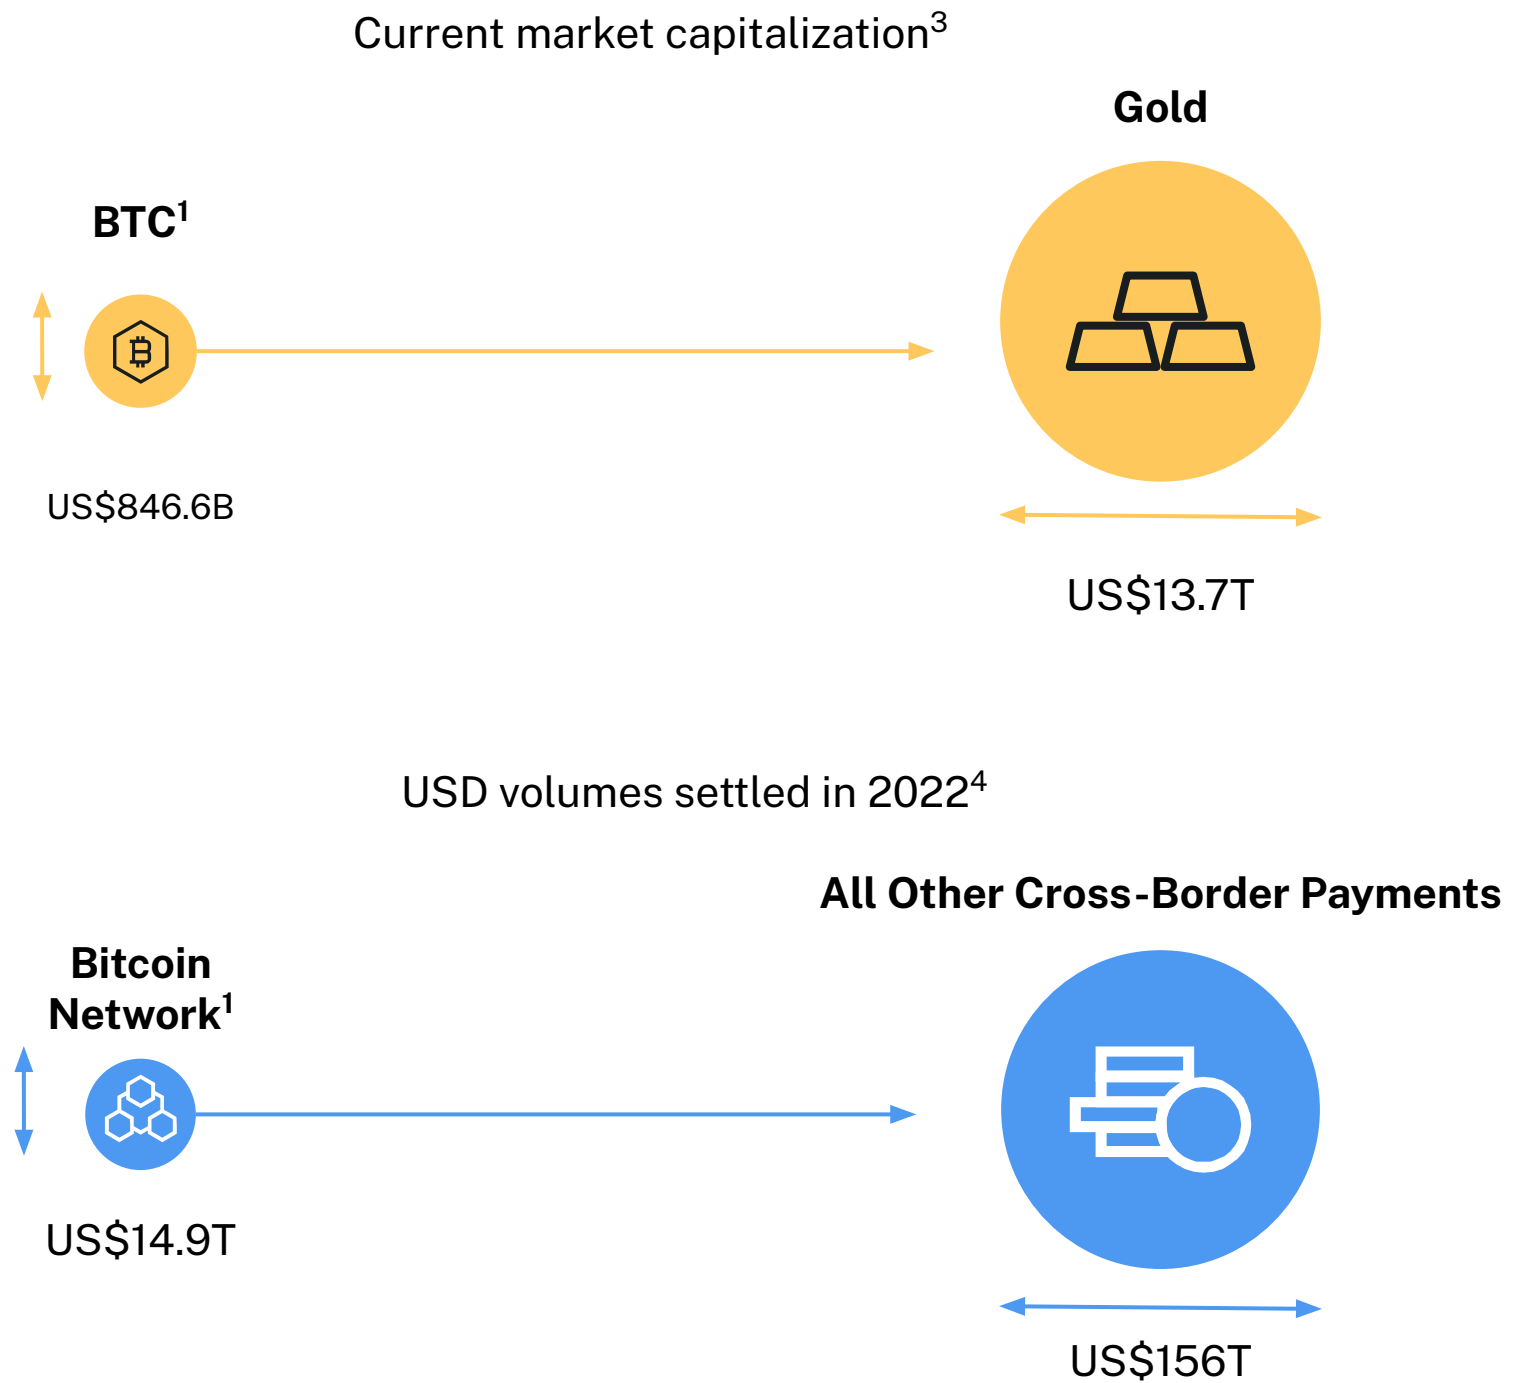 Current market capitalization³
Gold
BTC¹
US$846.6B
US$13.7T
USD volumes settled in 2022⁴
All Other Cross-Border Payments
Bitcoin
Network¹
US$14.9T
US$156T